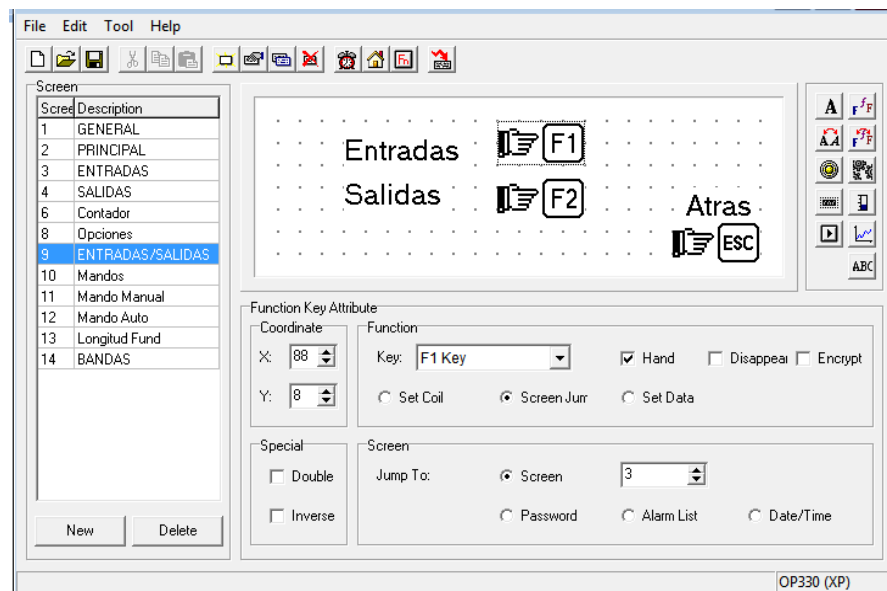 File Edit Tool Help
Screen
Scree Description
1 GENERAL
2 PRINCIPAL
3 ENTRADAS
4 SALIDAS
6 Contador
8 Opciones
9 ENTRADAS/SALIDAS
10 Mandos
11 Mando Manual
12 Mando Auto
13 Longitud Fund
14 BANDAS
New Delete
Entradas F1
Salidas F2
Atras
ESC
A F f F
A A F F
ABC
Function Key Attribute
Coordinate
X: 88
Y: 8
Function
Key: F1 Key Hand Disappear Encrypt
Set Coil Screen Jum Set Data
Special
Double
Inverse
Screen
Jump To: Screen 3
Password Alarm List Date/Time
OP330 (XP)